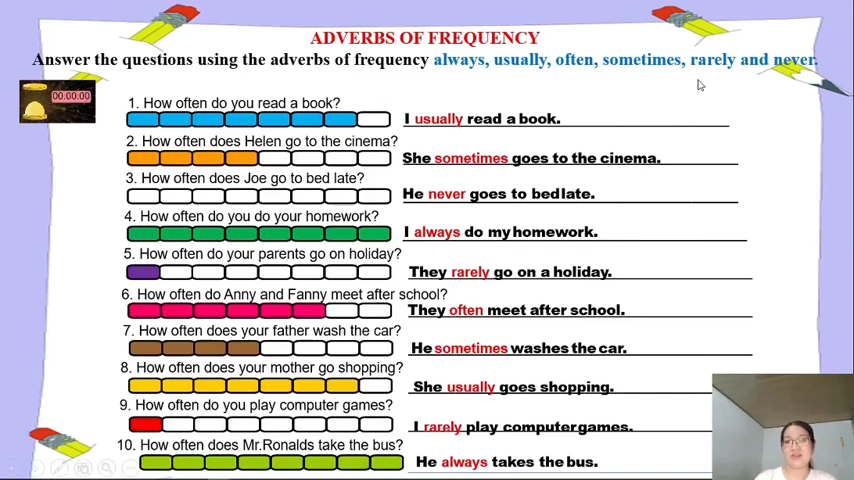 ADVERBS OF FREQUENCY
Answer the questions using the adverbs of frequency always, usually, often, sometimes, rarely and never.
00:00:00
1. How often do you read a book?
I usually read a book.
2. How often does Helen go to the cinema?
She sometimes goes to the cinema.
3. How often does Joe go to bed late?
He never goes to bed late.
4. How often do you do your homework?
I always do my homework.
5. How often do your parents go on holiday?
They rarely go on a holiday.
6. How often do Anny and Fanny meet after school?
They often meet after school.
7. How often does your father wash the car?
He sometimes washes the car.
8. How often does your mother go shopping?
She usually goes shopping.
9. How often do you play computer games?
I rarely play computer games.
10. How often does Mr.Ronalds take the bus?
He always takes the bus.